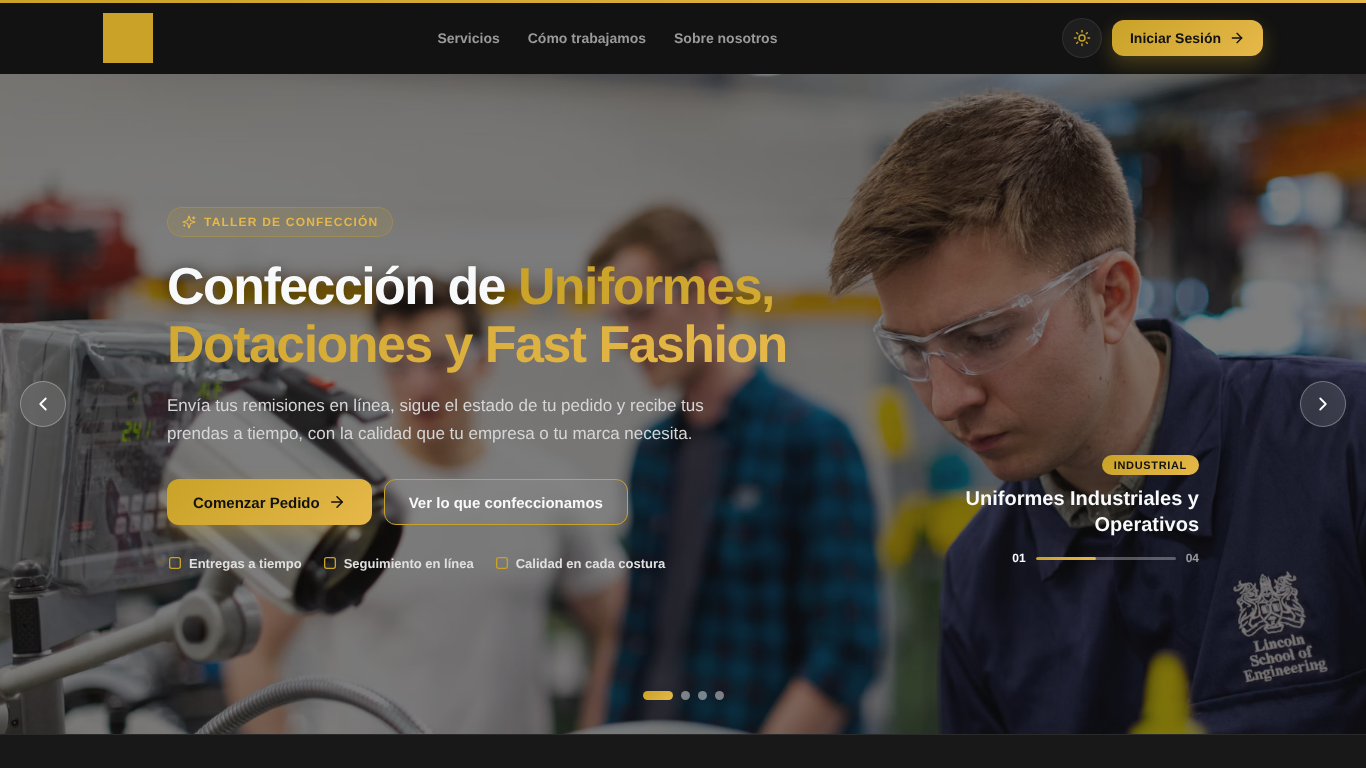 Servicios
Cómo trabajamos
Sobre nosotros
Iniciar Sesión
TALLER DE CONFECCIÓN
Confección de Uniformes,
Dotaciones y Fast Fashion
Envía tus remisiones en línea, sigue el estado de tu pedido y recibe tus
prendas a tiempo, con la calidad que tu empresa o tu marca necesita.
Comenzar Pedido
Ver lo que confeccionamos
Entregas a tiempo
Seguimiento en línea
Calidad en cada costura
INDUSTRIAL
Uniformes Industriales y
Operativos
01
04
Lincoln
School of
Engineering